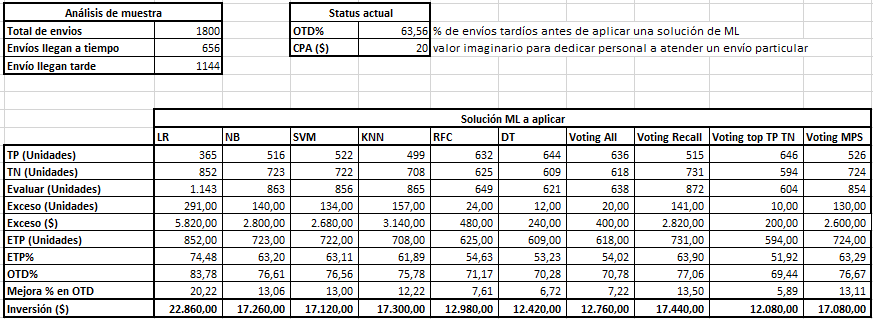 Análisis de muestra
Total de envios 1800
Envíos llegan a tiempo 656
Envío llegan tarde 1144
Status actual
OTD% 63,56 % de envíos tardíos antes de aplicar una solución de ML
CPA ($) 20 valor imaginario para dedicar personal a atender un envío particular
Solución ML a aplicar
LR NB SVM KNN RFC DT Voting All Voting Recall Voting top TP TN Voting MPS
TP (Unidades) 365 516 522 499 632 644 636 515 646 526
TN (Unidades) 852 723 722 708 625 609 618 731 594 724
Evaluar (Unidades) 1.143 863 856 865 649 621 638 872 604 854
Exceso (Unidades) 291,00 140,00 134,00 157,00 24,00 12,00 20,00 141,00 10,00 130,00
Exceso ($) 5.820,00 2.800,00 2.680,00 3.140,00 480,00 240,00 400,00 2.820,00 200,00 2.600,00
ETP (Unidades) 852,00 723,00 722,00 708,00 625,00 609,00 618,00 731,00 594,00 724,00
ETP% 74,48 63,20 63,11 61,89 54,63 53,23 54,02 63,90 51,92 63,29
OTD% 83,78 76,61 76,56 75,78 71,17 70,28 70,78 77,06 69,44 76,67
Mejora % en OTD 20,22 13,06 13,00 12,22 7,61 6,72 7,22 13,50 5,89 13,11
Inversión ($) 22.860,00 17.260,00 17.120,00 17.300,00 12.980,00 12.420,00 12.760,00 17.440,00 12.080,00 17.080,00